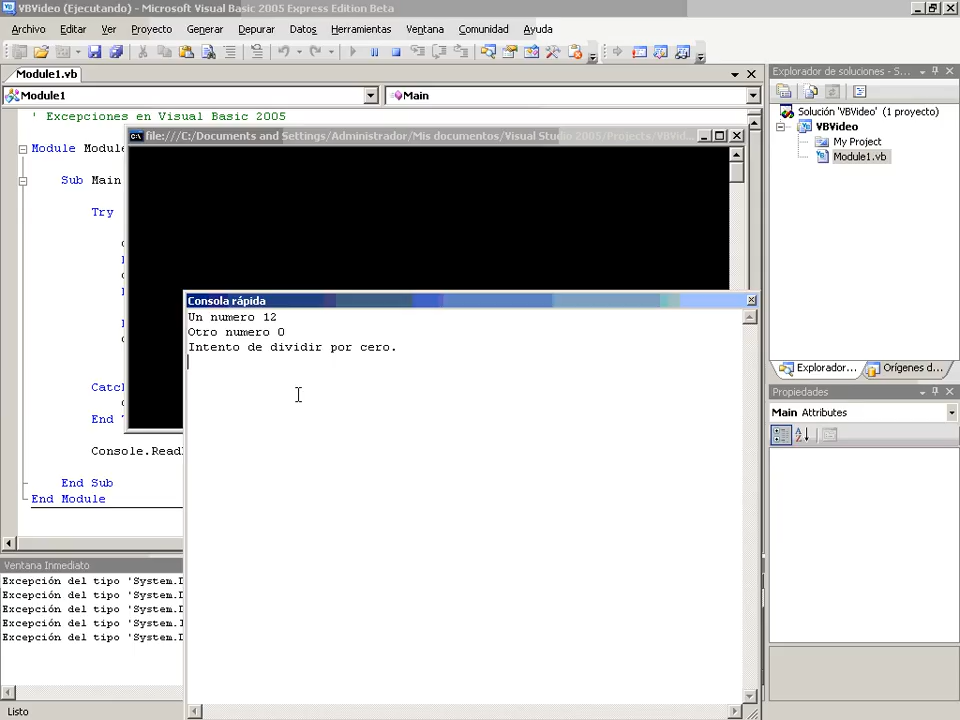 VBVideo (Ejecutando) - Microsoft Visual Basic 2005 Express Edition Beta
Archivo Editar Ver Proyecto Generar Depurar Datos Herramientas Ventana Comunidad Ayuda
Module1.vb
Module1
Main
' Excepciones en Visual Basic 2005
file:///C:/Documents and Settings/Administrador/Mis documentos/Visual Studio 2005/Projects/VBVid...
Module Module
Sub Main
Try
Consola rápida
Un numero 12
Otro numero 0
Intento de dividir por cero.
Catch
End T
Console.Readl
End Sub
End Module
Ventana Inmediato
Excepción del tipo 'System.D
Excepción del tipo 'System.D
Excepción del tipo 'System.D
Excepción del tipo 'System.I
Excepción del tipo 'System.D
Listo
Explorador de soluciones - S...
Solución 'VBVideo' (1 proyecto)
VBVideo
My Project
Module1.vb
Explorador... Orígenes d...
Propiedades
Main Attributes